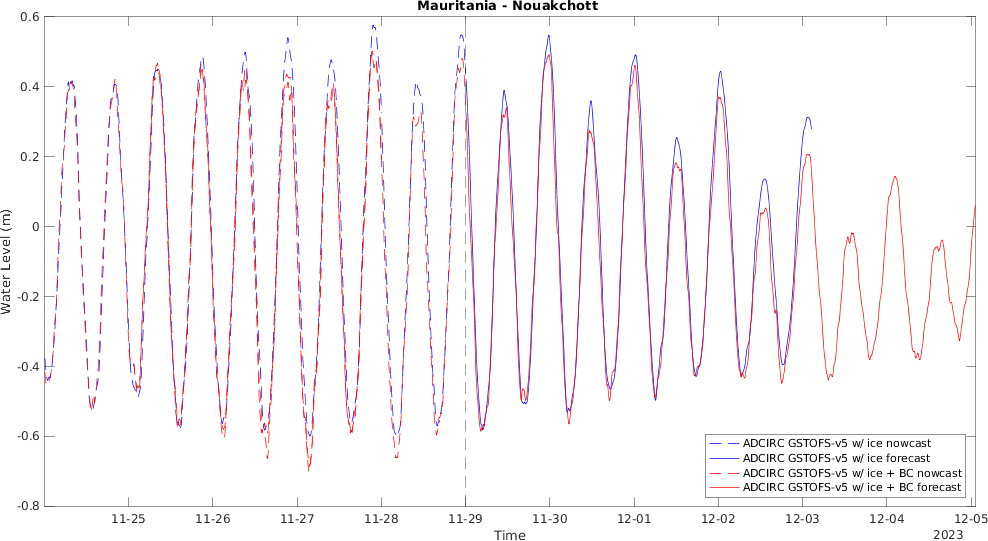 Mauritania - Nouakchott
0.6
0.4
0.2
0
-0.2
-0.4
-0.6
-0.8
Water Level (m)
ADCIRC GSTOFS-v5 w/ ice nowcast
ADCIRC GSTOFS-v5 w/ ice forecast
ADCIRC GSTOFS-v5 w/ ice + BC nowcast
ADCIRC GSTOFS-v5 w/ ice + BC forecast
11-25 11-26 11-27 11-28 11-29 11-30 12-01 12-02 12-03 12-04 12-05
Time 2023